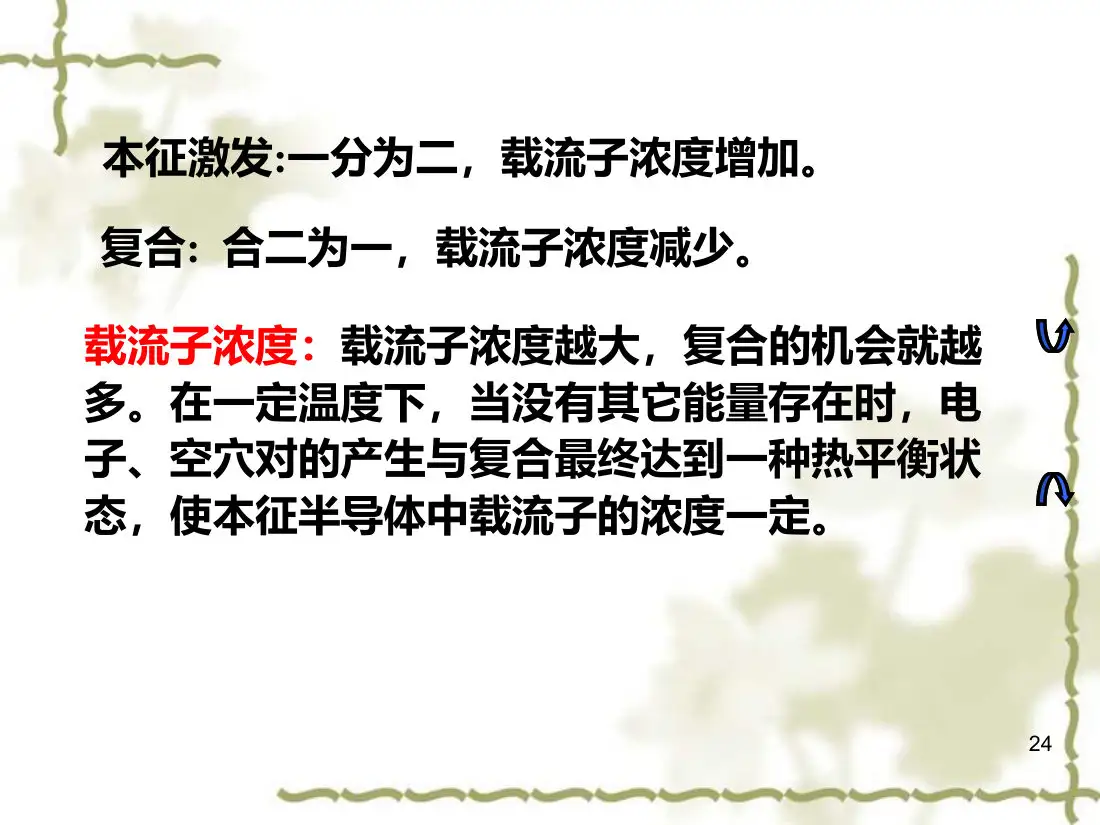 本征激发:一分为二，载流子浓度增加。
复合：合二为一，载流子浓度减少。
载流子浓度：载流子浓度越大，复合的机会就越
多。在一定温度下，当没有其它能量存在时，电
子、空穴对的产生与复合最终达到一种热平衡状
态，使本征半导体中载流子的浓度一定。
24